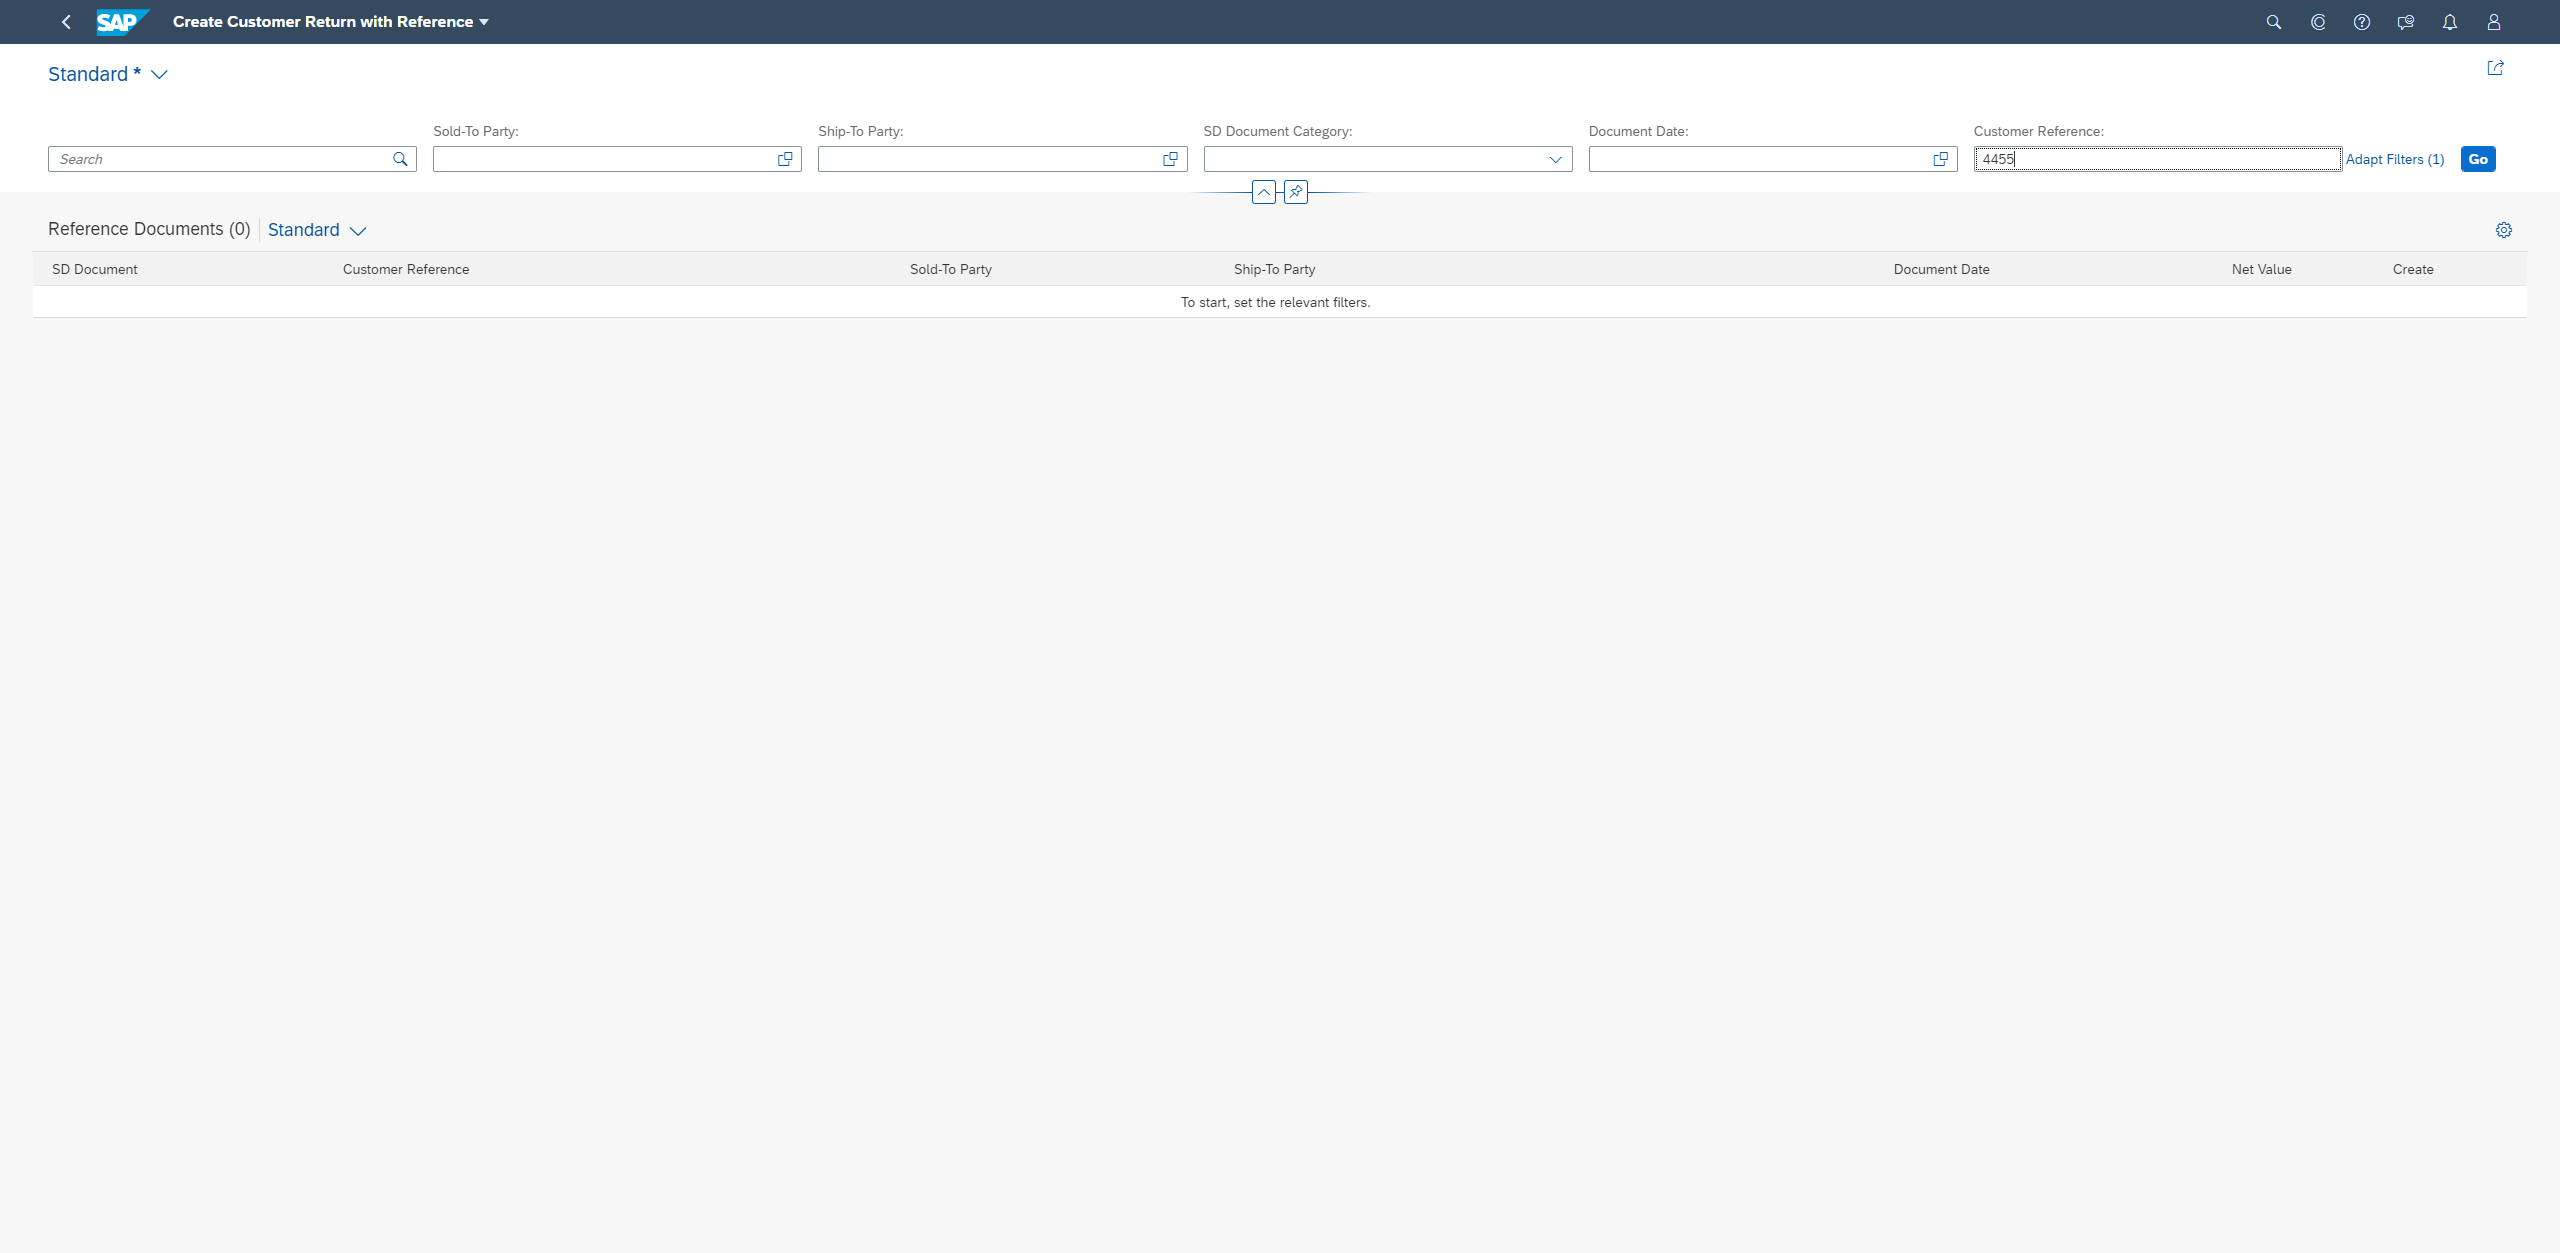 SAP Create Customer Return with Reference
Standard *
Sold-To Party: Ship-To Party: SD Document Category: Document Date: Customer Reference:
Search 4455 Adapt Filters (1) Go
Reference Documents (0) Standard
SD Document Customer Reference Sold-To Party Ship-To Party Document Date Net Value Create
To start, set the relevant filters.